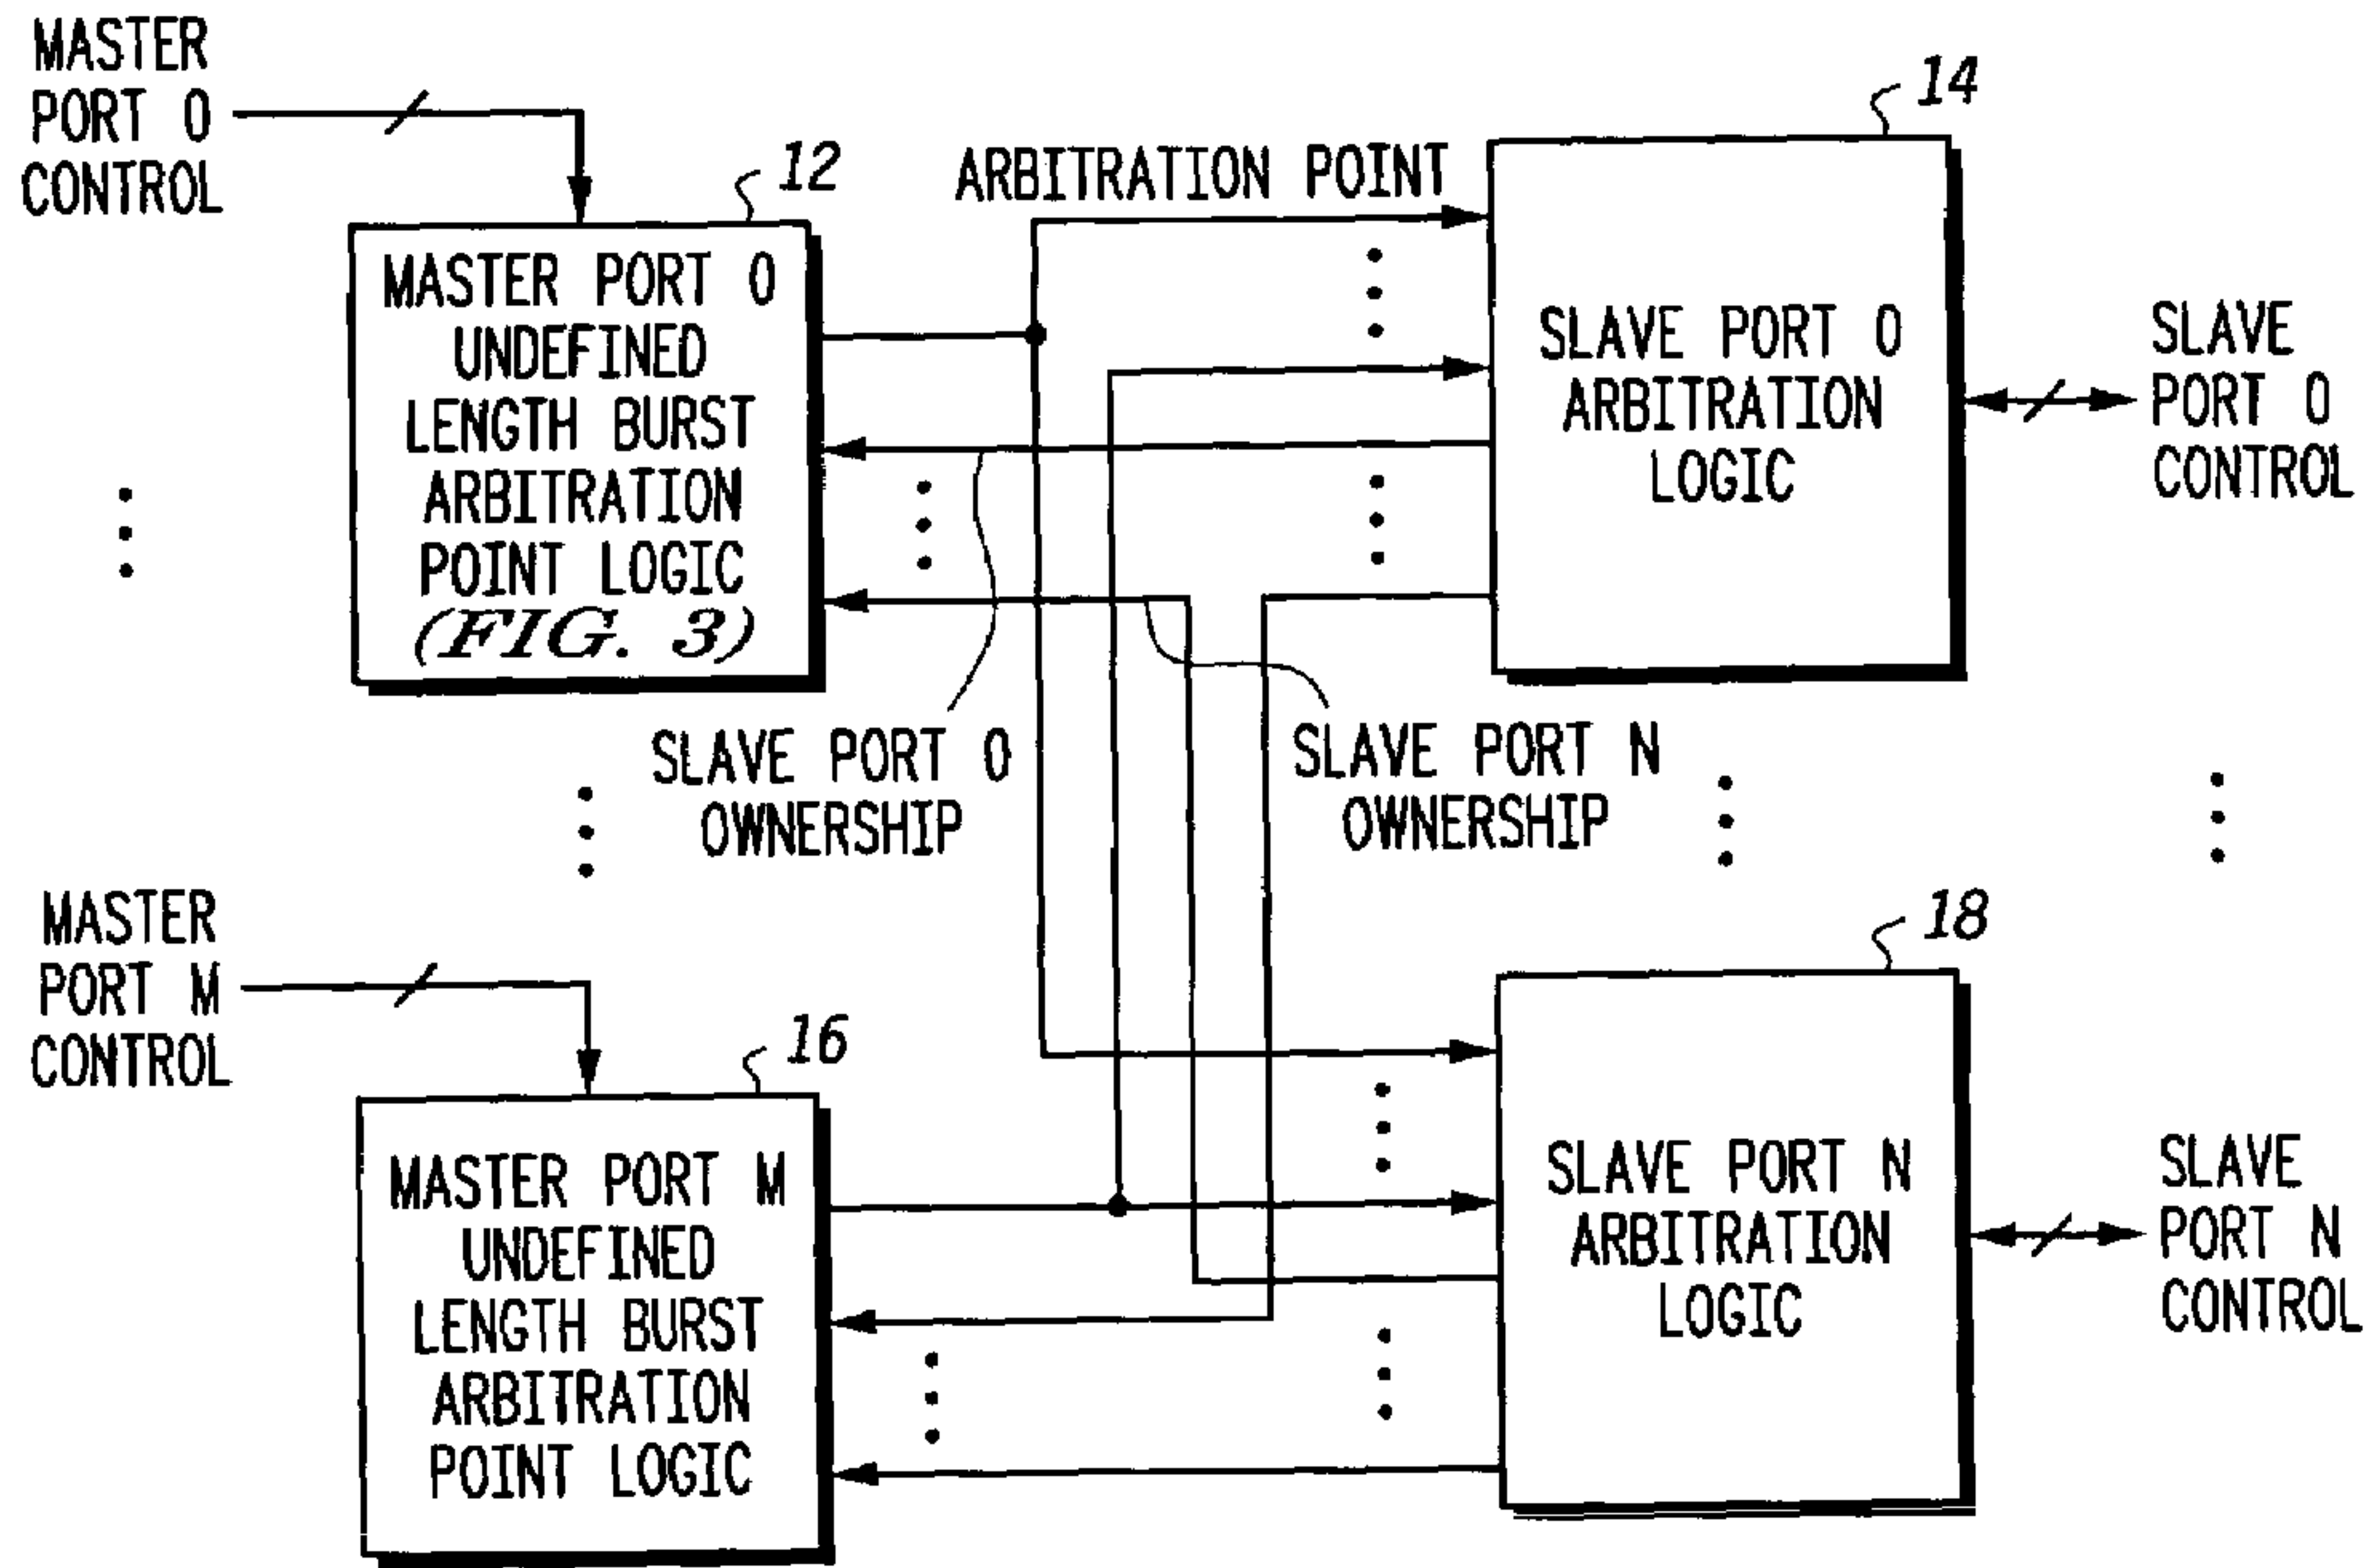 MASTER
PORT 0
CONTROL
12
MASTER PORT 0
UNDEFINED
LENGTH BURST
ARBITRATION
POINT LOGIC
(FIG. 3)
ARBITRATION POINT
14
SLAVE PORT 0
ARBITRATION
LOGIC
SLAVE
PORT 0
CONTROL
SLAVE PORT 0
OWNERSHIP
SLAVE PORT N
OWNERSHIP
MASTER
PORT M
CONTROL
16
MASTER PORT M
UNDEFINED
LENGTH BURST
ARBITRATION
POINT LOGIC
18
SLAVE PORT N
ARBITRATION
LOGIC
SLAVE
PORT N
CONTROL